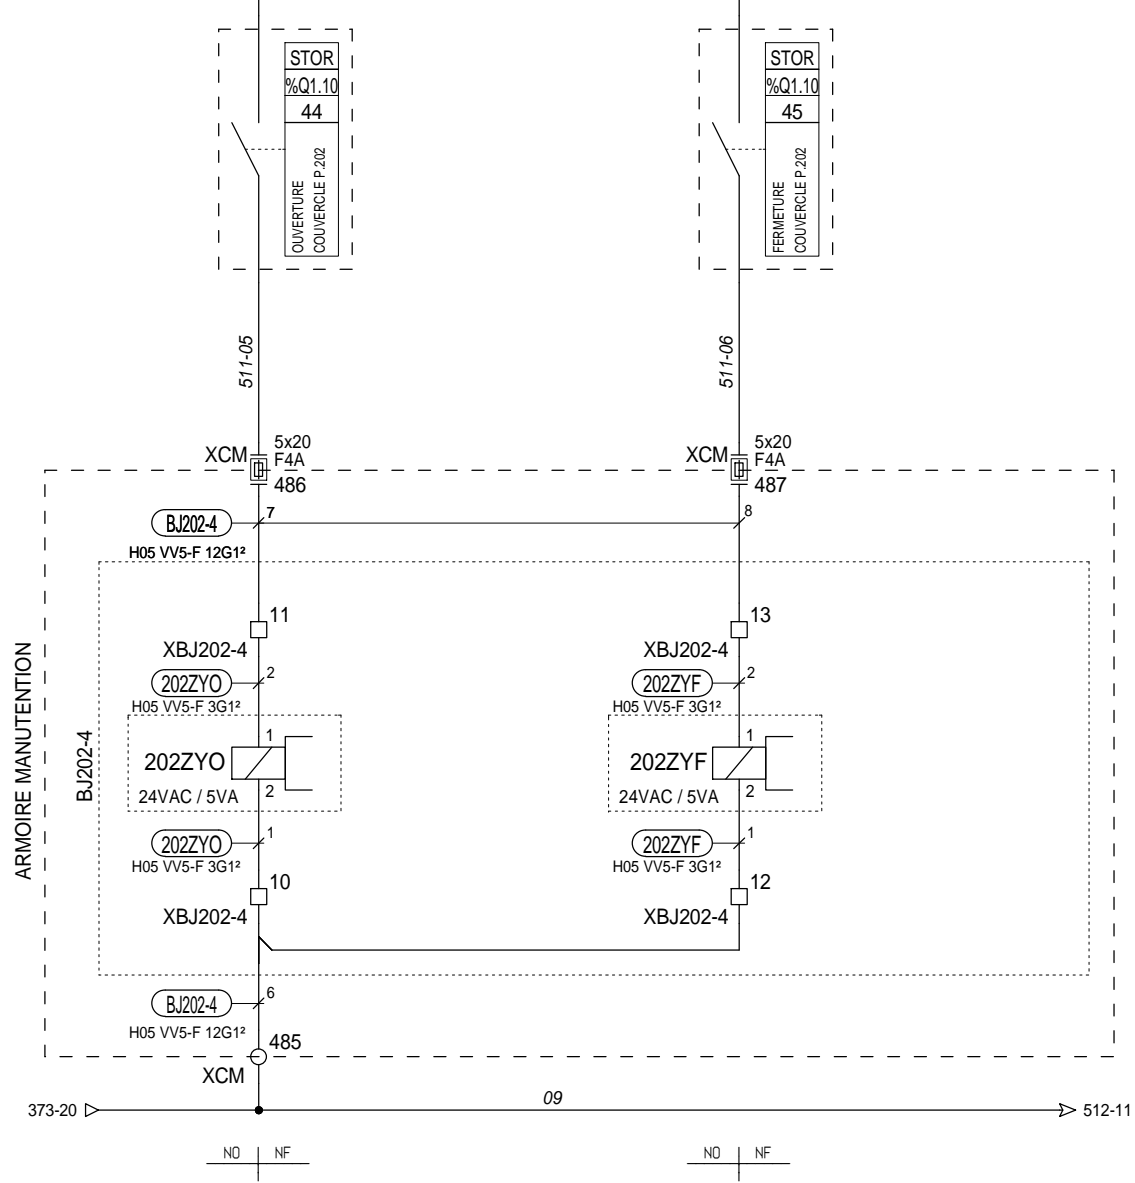 STOR
%Q1.10
44
OUVERTURE
COUVERCLE P.202
STOR
%Q1.10
45
FERMETURE
COUVERCLE P.202
511-05
511-06
XCM
5x20
F4A
486
XCM
5x20
F4A
487
BJ202-4
7
8
H05 VV5-F 12G1²
11
XBJ202-4
13
XBJ202-4
202ZYO
2
H05 VV5-F 3G1²
202ZYF
2
H05 VV5-F 3G1²
ARMOIRE MANUTENTION
BJ202-4
1
202ZYO
2
24VAC / 5VA
1
202ZYF
2
24VAC / 5VA
202ZYO
1
H05 VV5-F 3G1²
202ZYF
1
H05 VV5-F 3G1²
10
XBJ202-4
12
XBJ202-4
BJ202-4
6
H05 VV5-F 12G1²
485
XCM
373-20
09
512-11
NO NF
NO NF